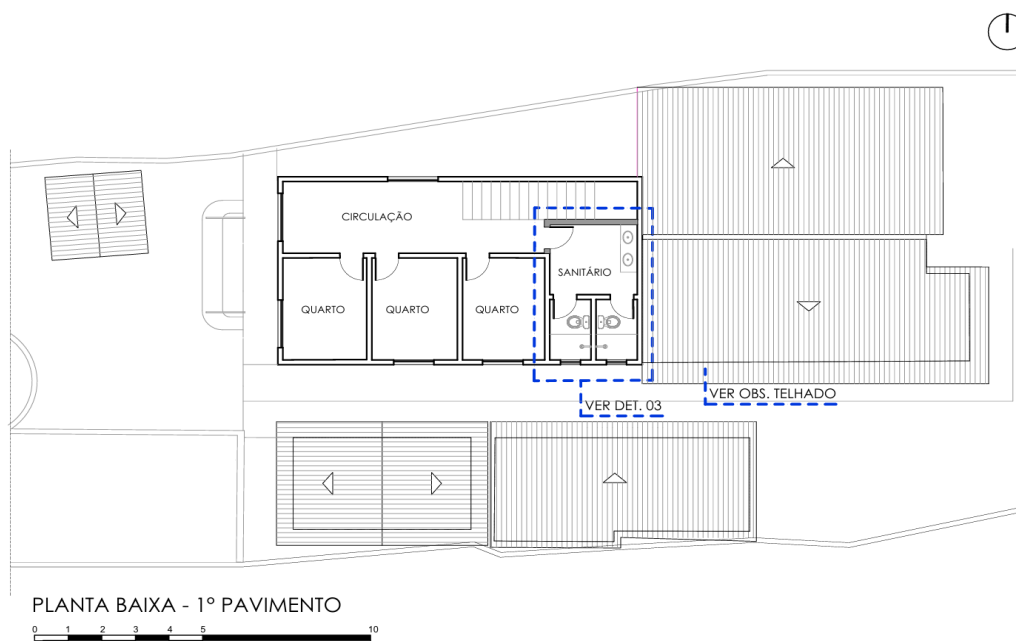 CIRCULAÇÃO
SANITÁRIO
QUARTO
QUARTO
QUARTO
VER DET. 03
VER OBS. TELHADO
PLANTA BAIXA - 1º PAVIMENTO
0 1 2 3 4 5 10